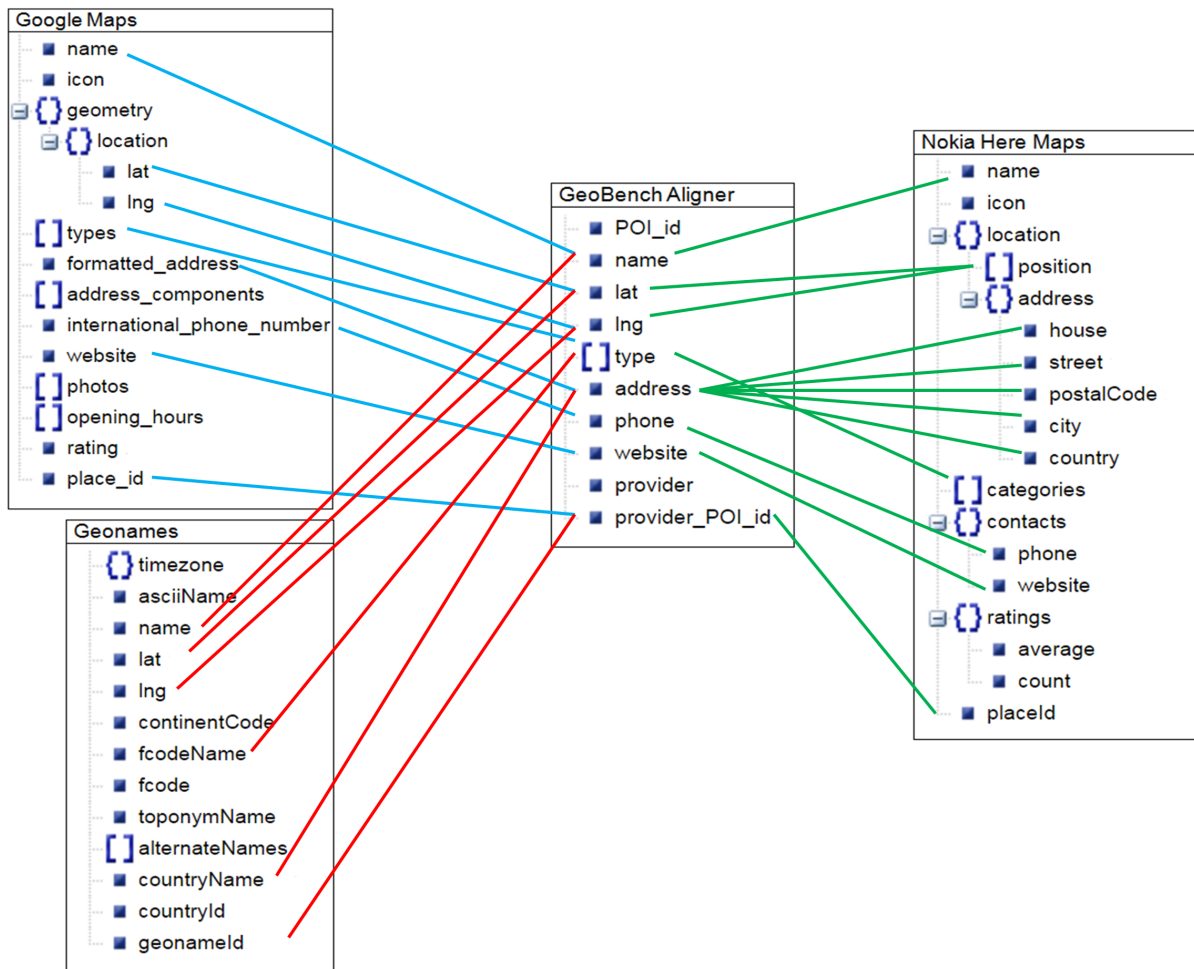 Google Maps
name
icon
geometry
location
lat
lng
types
formatted_address
address_components
international_phone_number
website
photos
opening_hours
rating
place_id
Geonames
timezone
asciiName
name
lat
lng
continentCode
fcodeName
fcode
toponymName
alternateNames
countryName
countryId
geonameId
GeoBench Aligner
POI_id
name
lat
lng
type
address
phone
website
provider
provider_POI_id
Nokia Here Maps
name
icon
location
position
address
house
street
postalCode
city
country
categories
contacts
phone
website
ratings
average
count
placeId